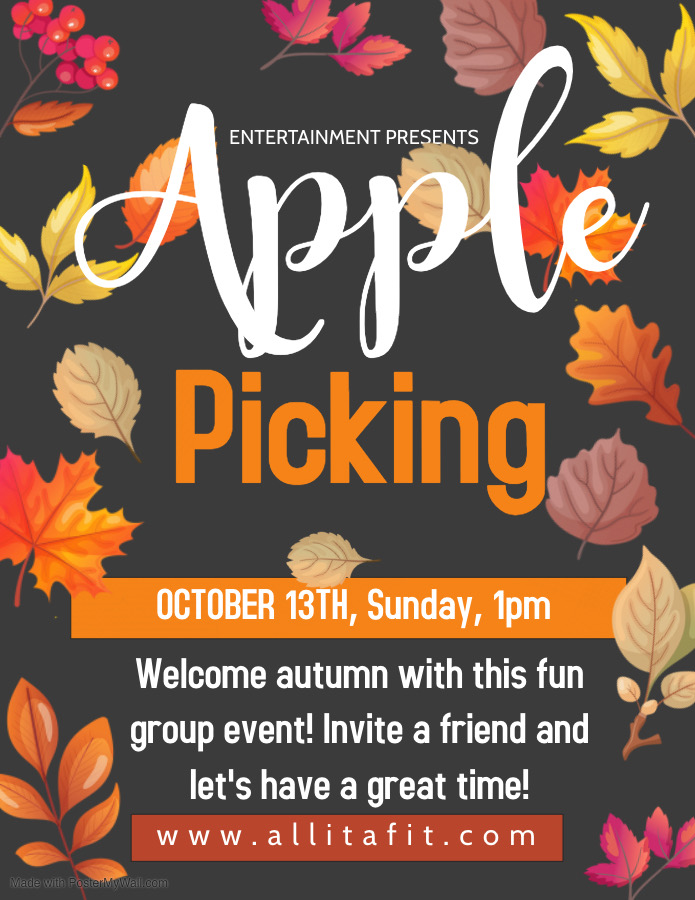 ENTERTAINMENT PRESENTS
Apple
Picking
OCTOBER 13TH, Sunday, 1pm
Welcome autumn with this fun
group event! Invite a friend and
let's have a great time!
www.allitafit.com
Made with PosterMyWall.com